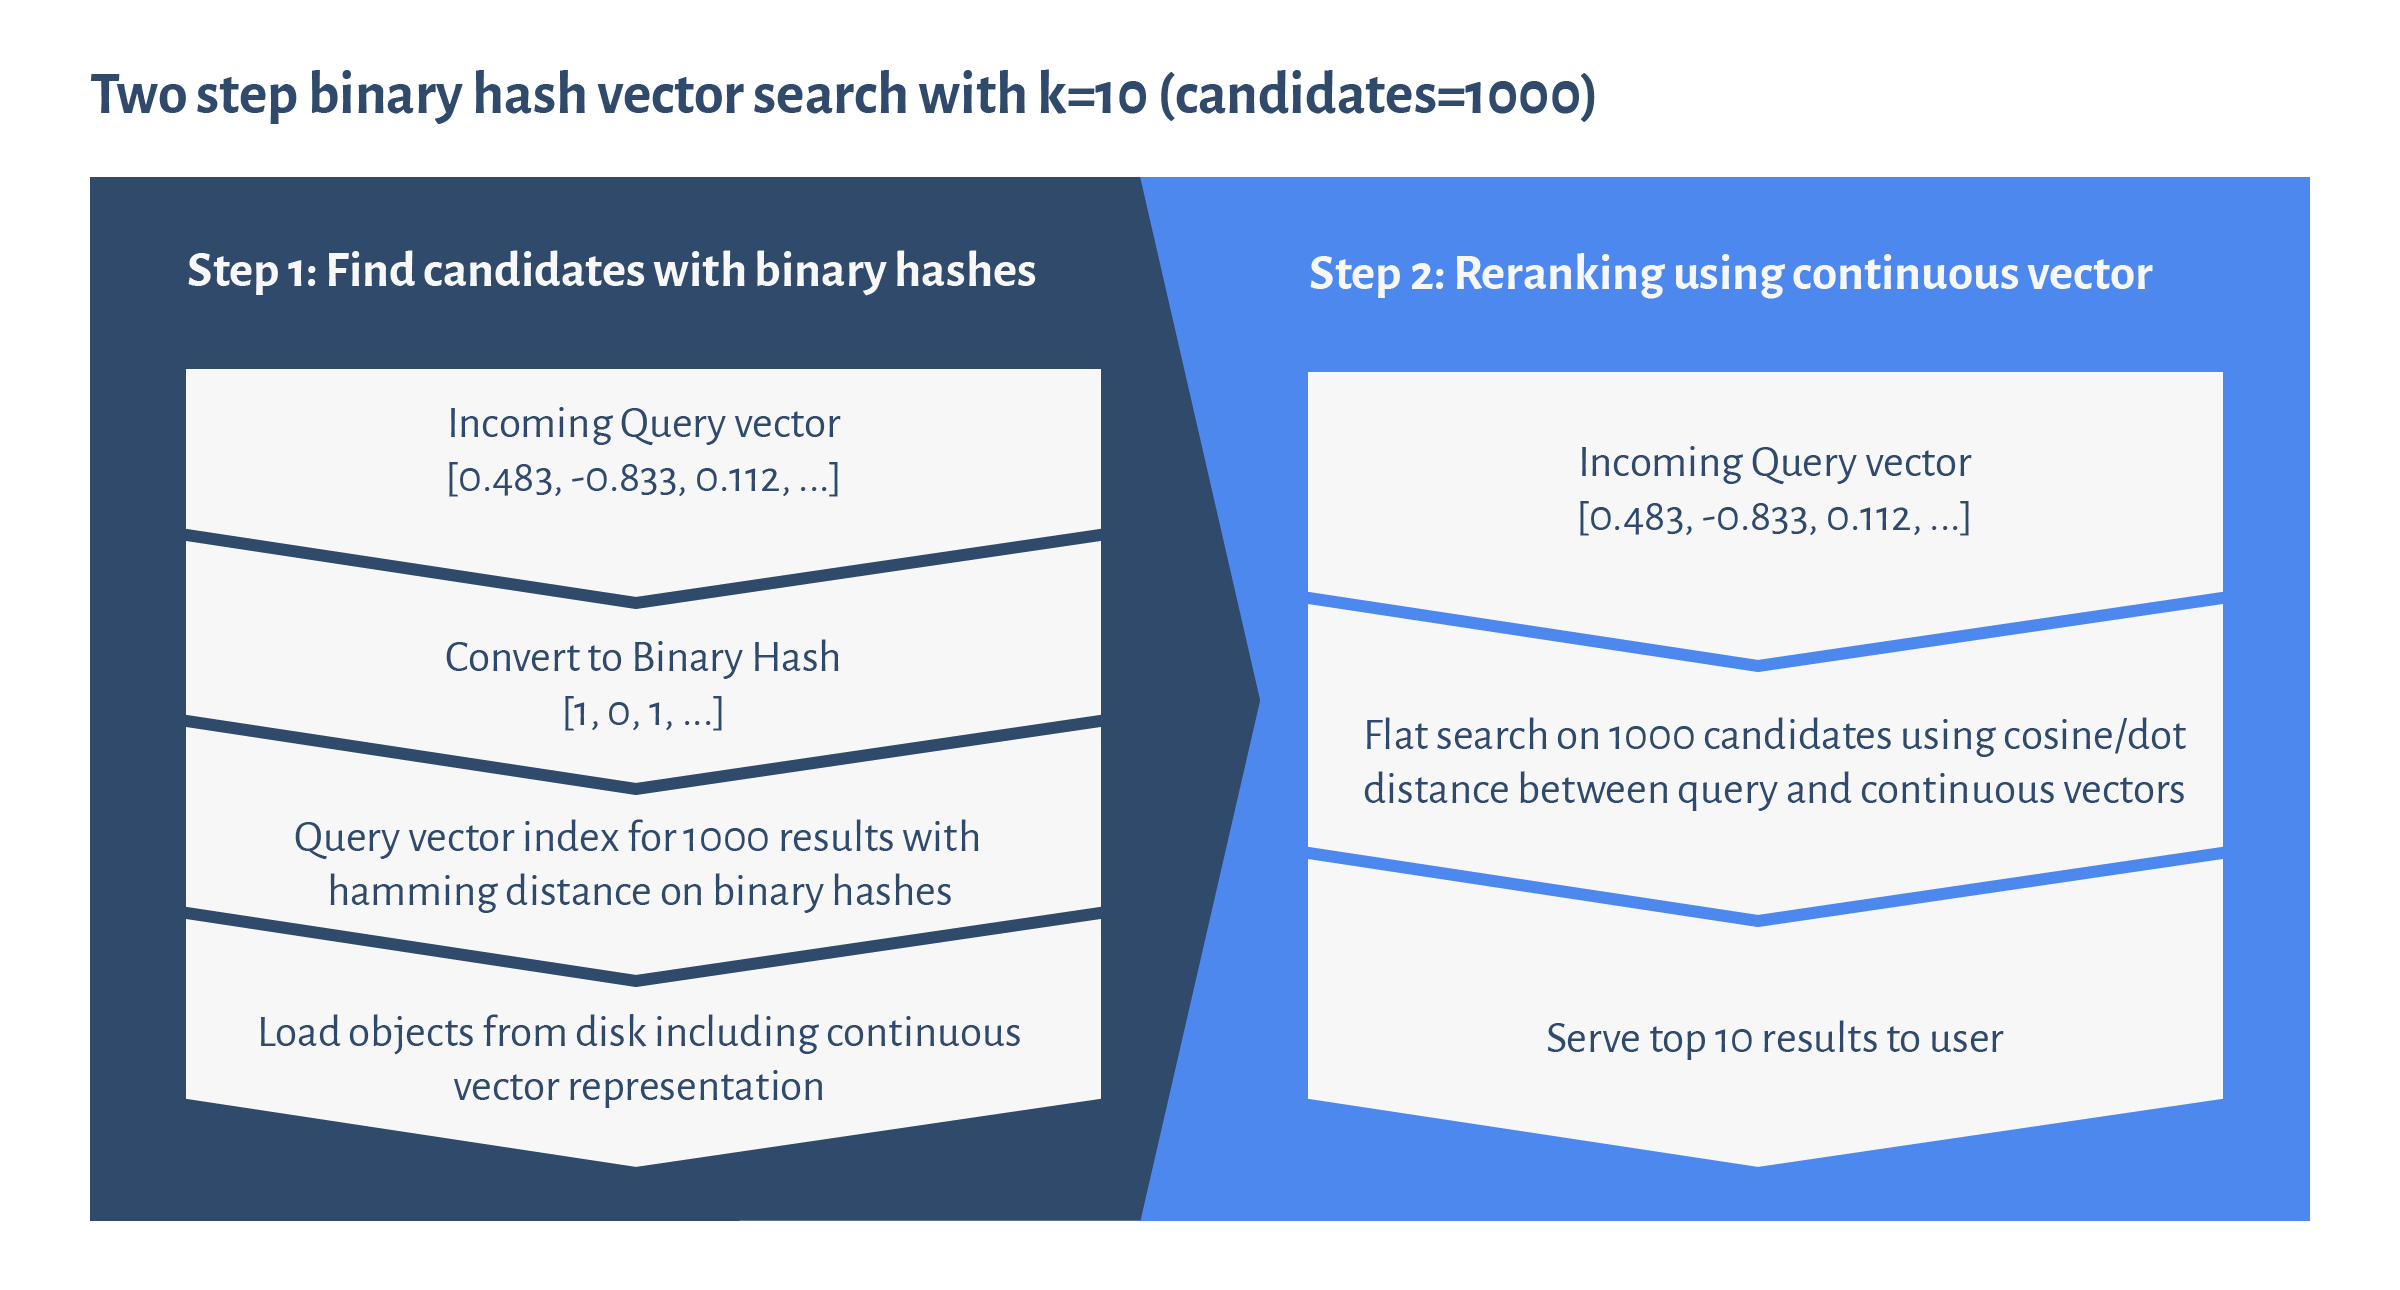 Two step binary hash vector search with k=10 (candidates=1000)
Step 1: Find candidates with binary hashes
Incoming Query vector
[0.483, -0.833, 0.112, ...]
Convert to Binary Hash
[1, 0, 1, ...]
Query vector index for 1000 results with
hamming distance on binary hashes
Load objects from disk including continuous
vector representation
Step 2: Reranking using continuous vector
Incoming Query vector
[0.483, -0.833, 0.112, ...]
Flat search on 1000 candidates using cosine/dot
distance between query and continuous vectors
Serve top 10 results to user